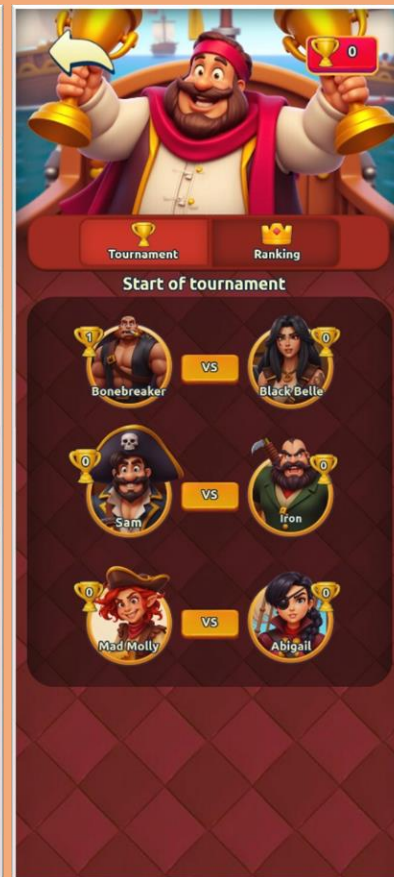 0
Tournament
Ranking
Start of tournament
1
0
VS
Bonebreaker
Black Belle
0
0
VS
Sam
Iron
0
0
VS
Mad Molly
Abigail